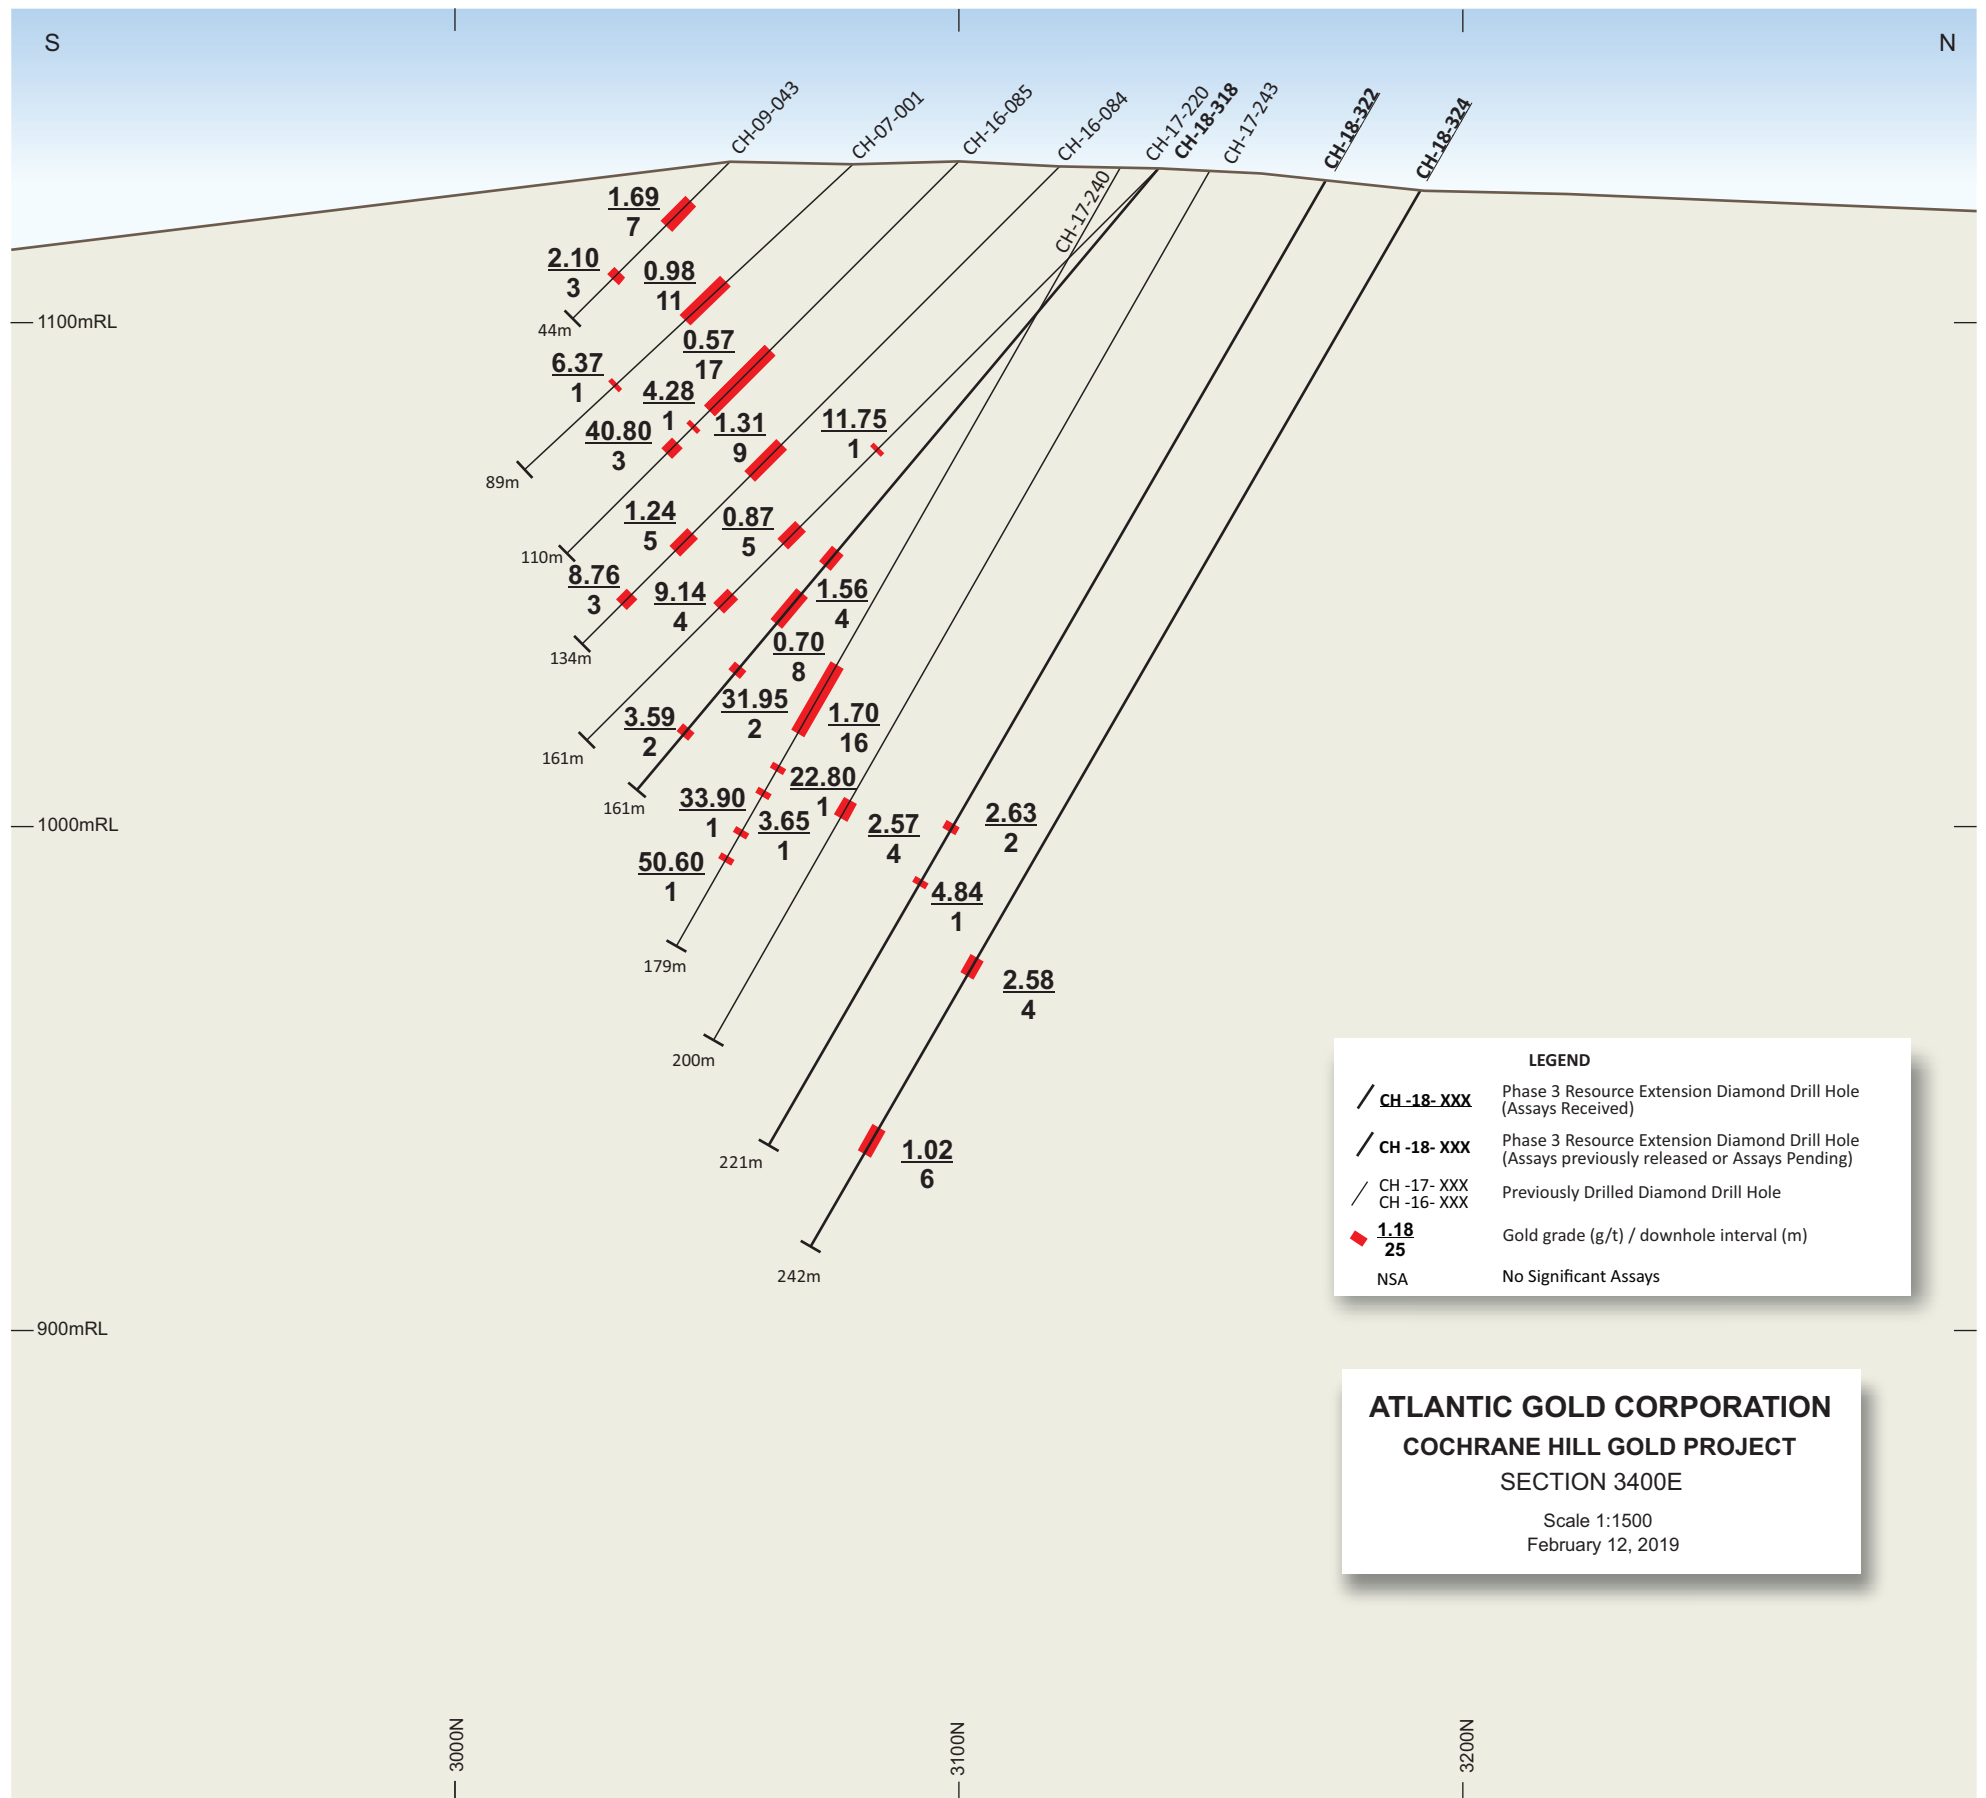 S
N
CH-09-043
CH-07-001
CH-16-085
CH-16-084
CH-17-240
CH-17-220
CH-18-318
CH-17-243
CH-18-322
CH-18-324
1.69
7
2.10
3
44m
0.98
11
1100mRL
6.37
1
89m
0.57
17
4.28
1
40.80
3
110m
1.31
9
1.24
5
8.76
3
134m
11.75
1
0.87
5
9.14
4
161m
1.56
4
0.70
8
31.95
2
3.59
2
161m
1.70
16
22.80
1
33.90
1
3.65
1
50.60
1
179m
1000mRL
2.57
4
200m
2.63
2
4.84
1
221m
2.58
4
1.02
6
242m
900mRL
LEGEND
CH -18- XXX
Phase 3 Resource Extension Diamond Drill Hole
(Assays Received)
CH -18- XXX
Phase 3 Resource Extension Diamond Drill Hole
(Assays previously released or Assays Pending)
CH -17- XXX
CH -16- XXX
Previously Drilled Diamond Drill Hole
1.18
25
Gold grade (g/t) / downhole interval (m)
NSA
No Significant Assays
ATLANTIC GOLD CORPORATION
COCHRANE HILL GOLD PROJECT
SECTION 3400E
Scale 1:1500
February 12, 2019
3000N
3100N
3200N